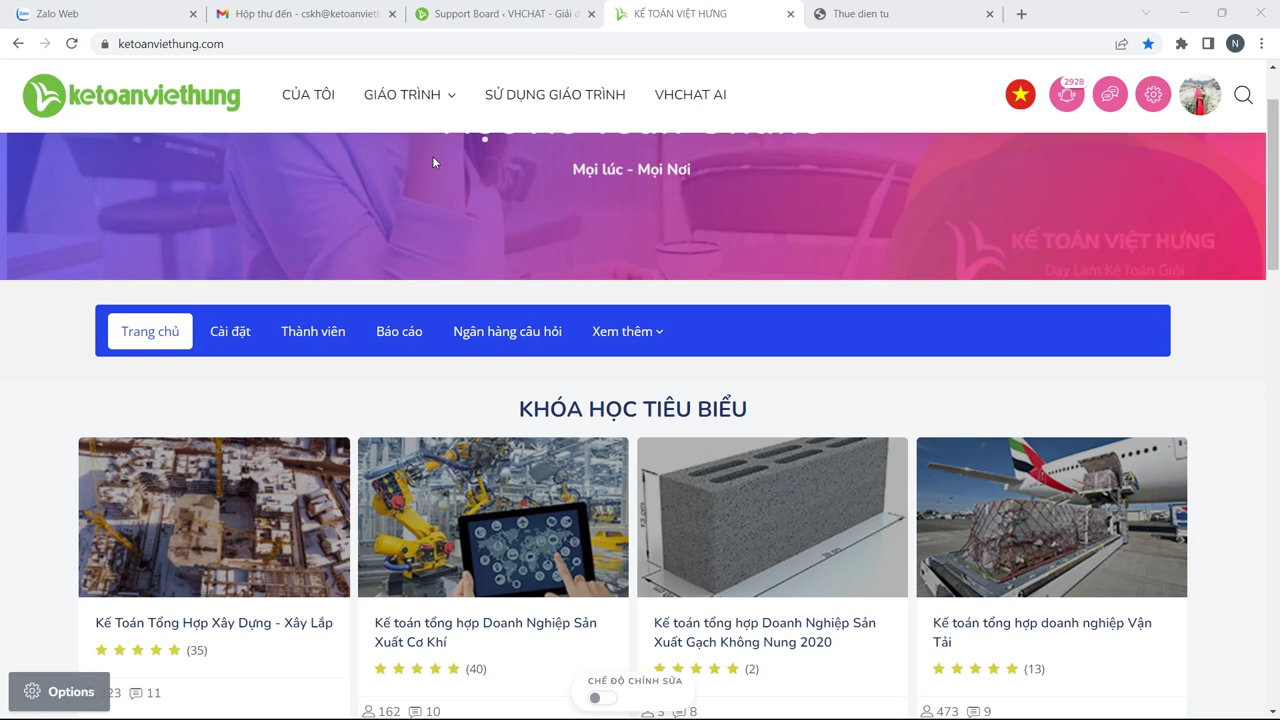 Zalo Web
Hộp thư đến - cskh@ketoanvieth
Support Board ‹ VHCHAT - Giải đ
KẾ TOÁN VIỆT HƯNG
Thue dien tu
ketoanviethung.com
N
ketoanviethung
CỦA TÔI
GIÁO TRÌNH
SỬ DỤNG GIÁO TRÌNH
VHCHAT AI
2928
Mọi lúc - Mọi Nơi
KẾ TOÁN VIỆT HƯNG
Dạy Làm Kế Toán Giỏi
Trang chủ
Cài đặt
Thành viên
Báo cáo
Ngân hàng câu hỏi
Xem thêm
KHÓA HỌC TIÊU BIỂU
Kế Toán Tổng Hợp Xây Dựng - Xây Lắp
(35)
23 11
Kế toán tổng hợp Doanh Nghiệp Sản
Xuất Cơ Khí
(40)
162 10
Kế toán tổng hợp Doanh Nghiệp Sản
Xuất Gạch Không Nung 2020
(2)
3 8
Kế toán tổng hợp doanh nghiệp Vận
Tải
(13)
473 9
Options
CHẾ ĐỘ CHỈNH SỬA